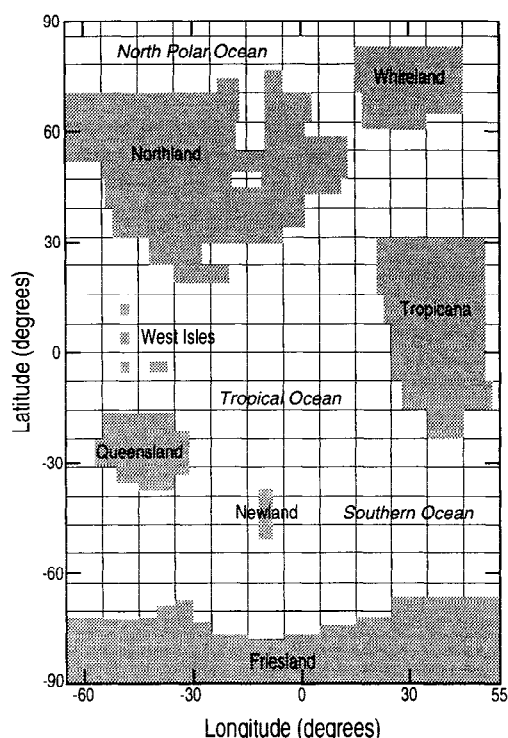 90
North Polar Ocean
Whiteland
60
Northland
30
Tropicana
West Isles
0
Latitude (degrees)
Tropical Ocean
Queensland
-30
Newland Southern Ocean
-60
Friesland
-90
-60 -30 0 30 55
Longitude (degrees)